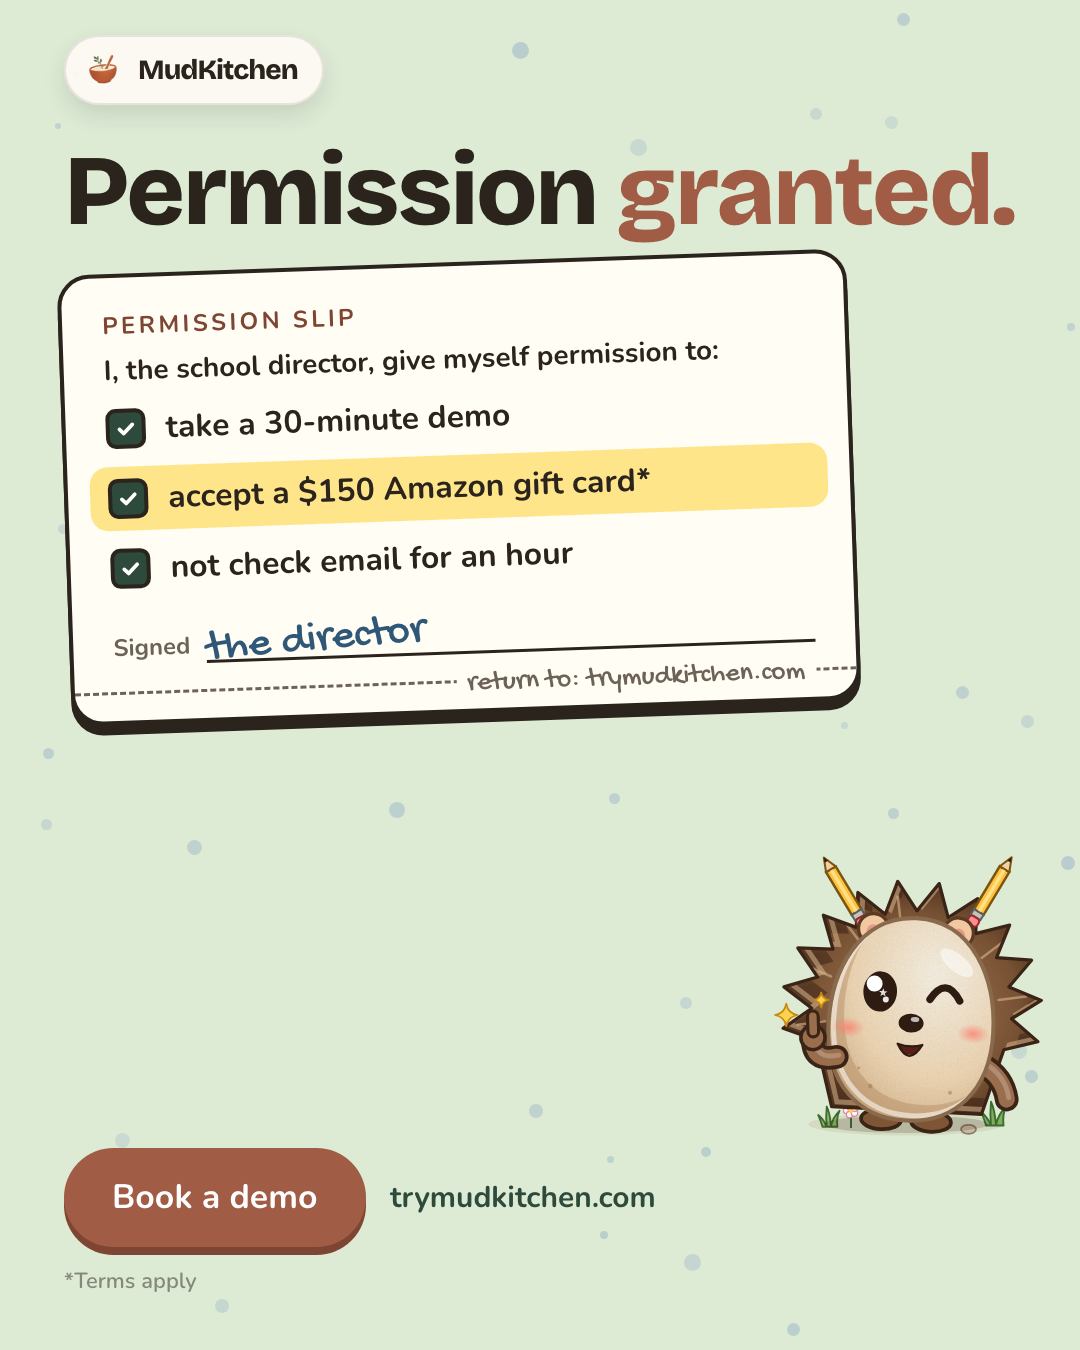 MudKitchen
Permission granted.
PERMISSION SLIP
I, the school director, give myself permission to:
take a 30-minute demo
accept a $150 Amazon gift card*
not check email for an hour
Signed the director
return to: trymudkitchen.com
Book a demo trymudkitchen.com
*Terms apply